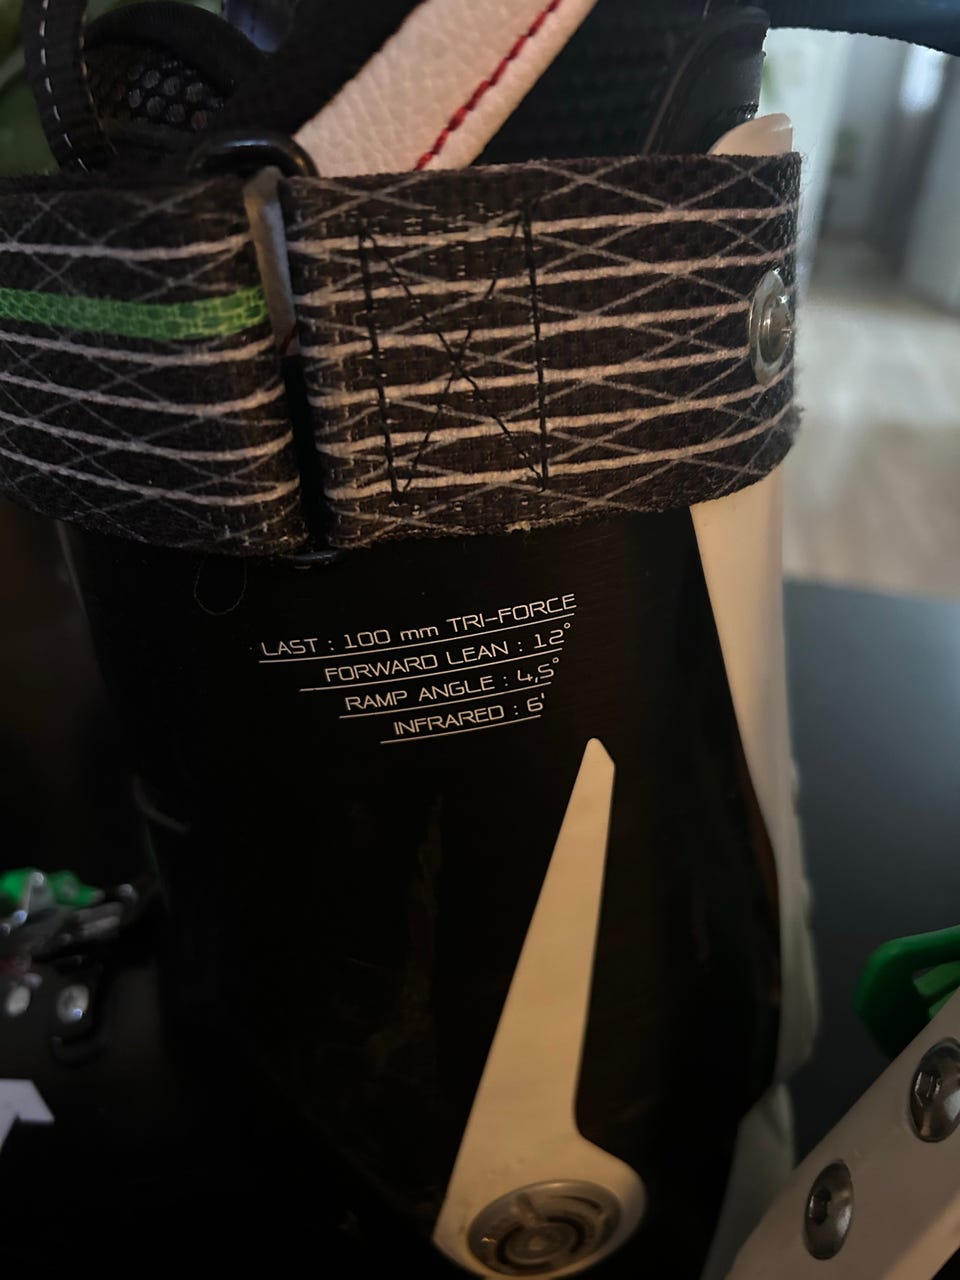 LAST : 100 mm TRI-FORCE
FORWARD LEAN : 12°
RAMP ANGLE : 4,5°
INFRARED : 6'